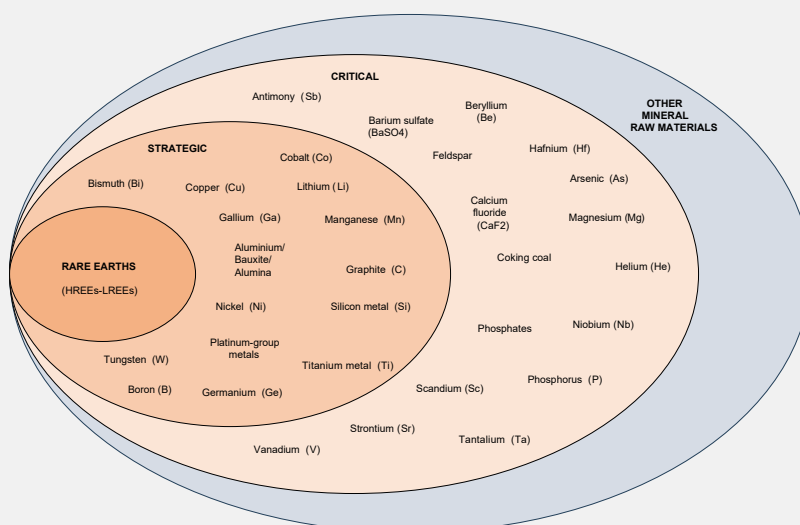 CRITICAL
Antimony (Sb)
Beryllium
(Be)
OTHER
MINERAL
RAW MATERIALS
Barium sulfate
(BaSO4)
STRATEGIC
Feldspar
Hafnium (Hf)
Cobalt (Co)
Bismuth (Bi)
Copper (Cu)
Lithium (Li)
Arsenic (As)
Calcium
fluoride
(CaF2)
Gallium (Ga)
Manganese (Mn)
Magnesium (Mg)
Aluminium/
Bauxite/
Alumina
Coking coal
RARE EARTHS
(HREEs-LREEs)
Graphite (C)
Helium (He)
Nickel (Ni)
Silicon metal (Si)
Phosphates
Niobium (Nb)
Platinum-group
metals
Tungsten (W)
Titanium metal (Ti)
Boron (B)
Germanium (Ge)
Scandium (Sc)
Phosphorus (P)
Strontium (Sr)
Vanadium (V)
Tantalium (Ta)